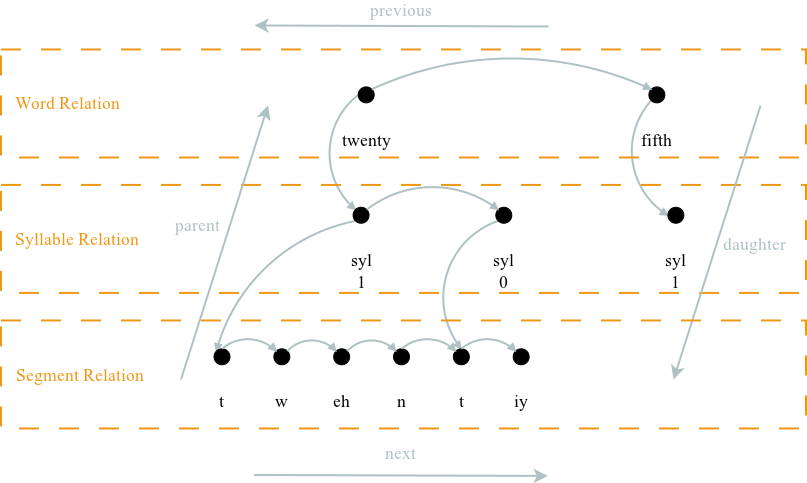 previous
Word Relation
twenty
fifth
parent
Syllable Relation
daughter
syl
1
syl
0
syl
1
Segment Relation
t
w
eh
n
t
iy
next